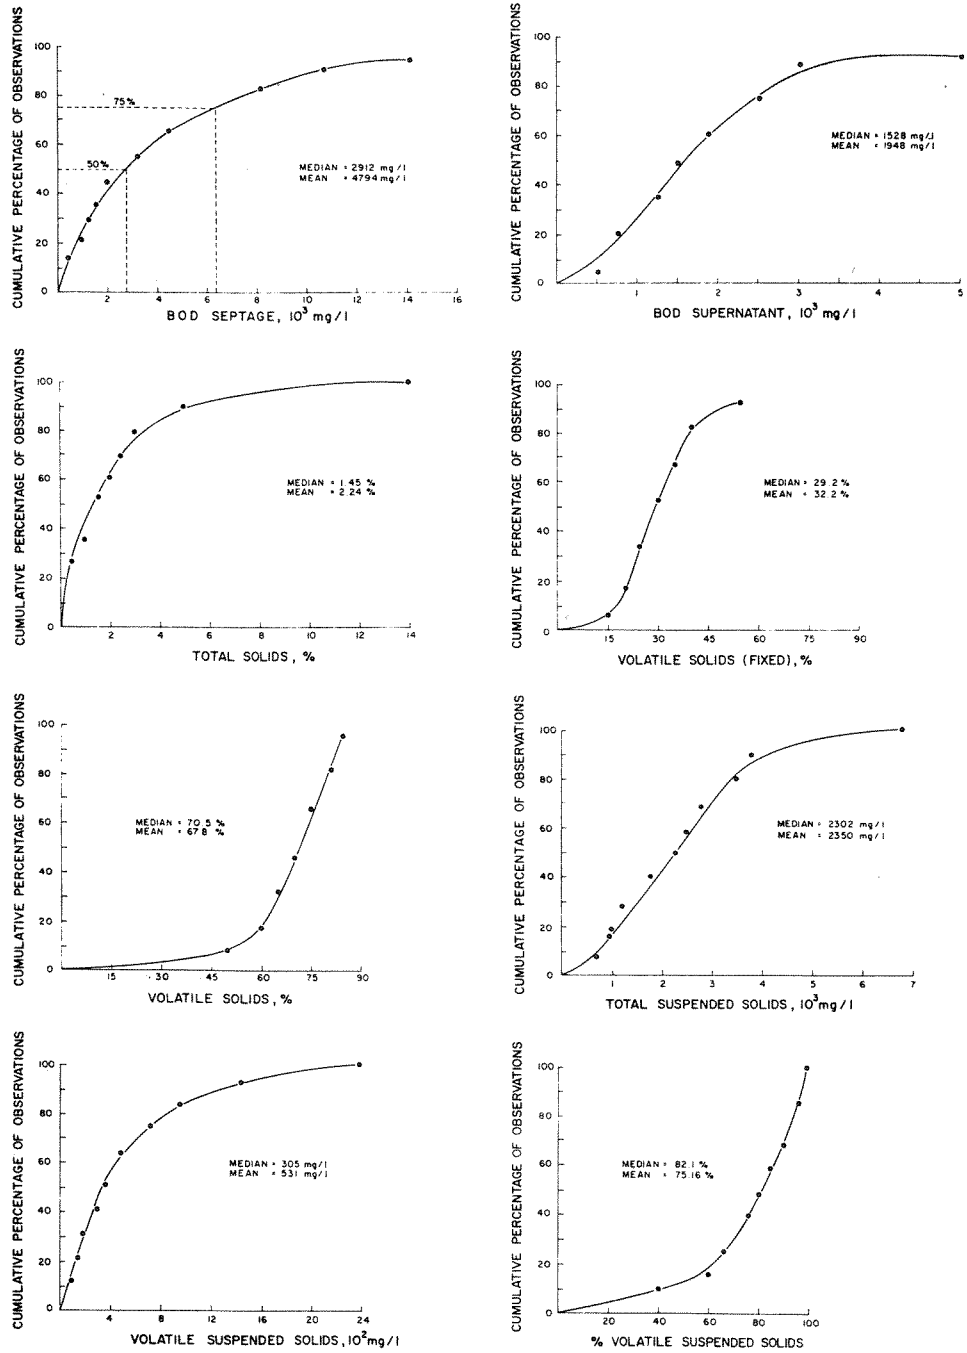 CUMULATIVE PERCENTAGE OF OBSERVATIONS
100
80
60
40
20
0
75%
50%
MEDIAN = 2912 mg/l
MEAN = 4794 mg/l
2 4 6 8 10 12 14 16
BOD SEPTAGE, 10³ mg/l
CUMULATIVE PERCENTAGE OF OBSERVATIONS
100
80
60
40
20
0
MEDIAN = 1528 mg/l
MEAN = 1948 mg/l
1 2 3 4 5
BOD SUPERNATANT, 10³ mg/l
CUMULATIVE PERCENTAGE OF OBSERVATIONS
100
80
60
40
20
0
MEDIAN = 1.45 %
MEAN = 2.24 %
2 4 6 8 10 12 14
TOTAL SOLIDS, %
CUMULATIVE PERCENTAGE OF OBSERVATIONS
100
80
60
40
20
0
MEDIAN = 29.2 %
MEAN = 32.2 %
15 30 45 60 75 90
VOLATILE SOLIDS (FIXED), %
CUMULATIVE PERCENTAGE OF OBSERVATIONS
100
80
60
40
20
0
MEDIAN = 70.5 %
MEAN = 67.8 %
15 30 45 60 75 90
VOLATILE SOLIDS, %
CUMULATIVE PERCENTAGE OF OBSERVATIONS
100
80
60
40
20
0
MEDIAN = 2302 mg/l
MEAN = 2350 mg/l
1 2 3 4 5 6 7
TOTAL SUSPENDED SOLIDS, 10³mg/l
CUMULATIVE PERCENTAGE OF OBSERVATIONS
100
80
60
40
20
0
MEDIAN = 305 mg/l
MEAN = 531 mg/l
4 8 12 16 20 24
VOLATILE SUSPENDED SOLIDS, 10²mg/l
CUMULATIVE PERCENTAGE OF OBSERVATIONS
100
80
60
40
20
0
MEDIAN = 82.1 %
MEAN = 75.16 %
20 40 60 80 100
% VOLATILE SUSPENDED SOLIDS